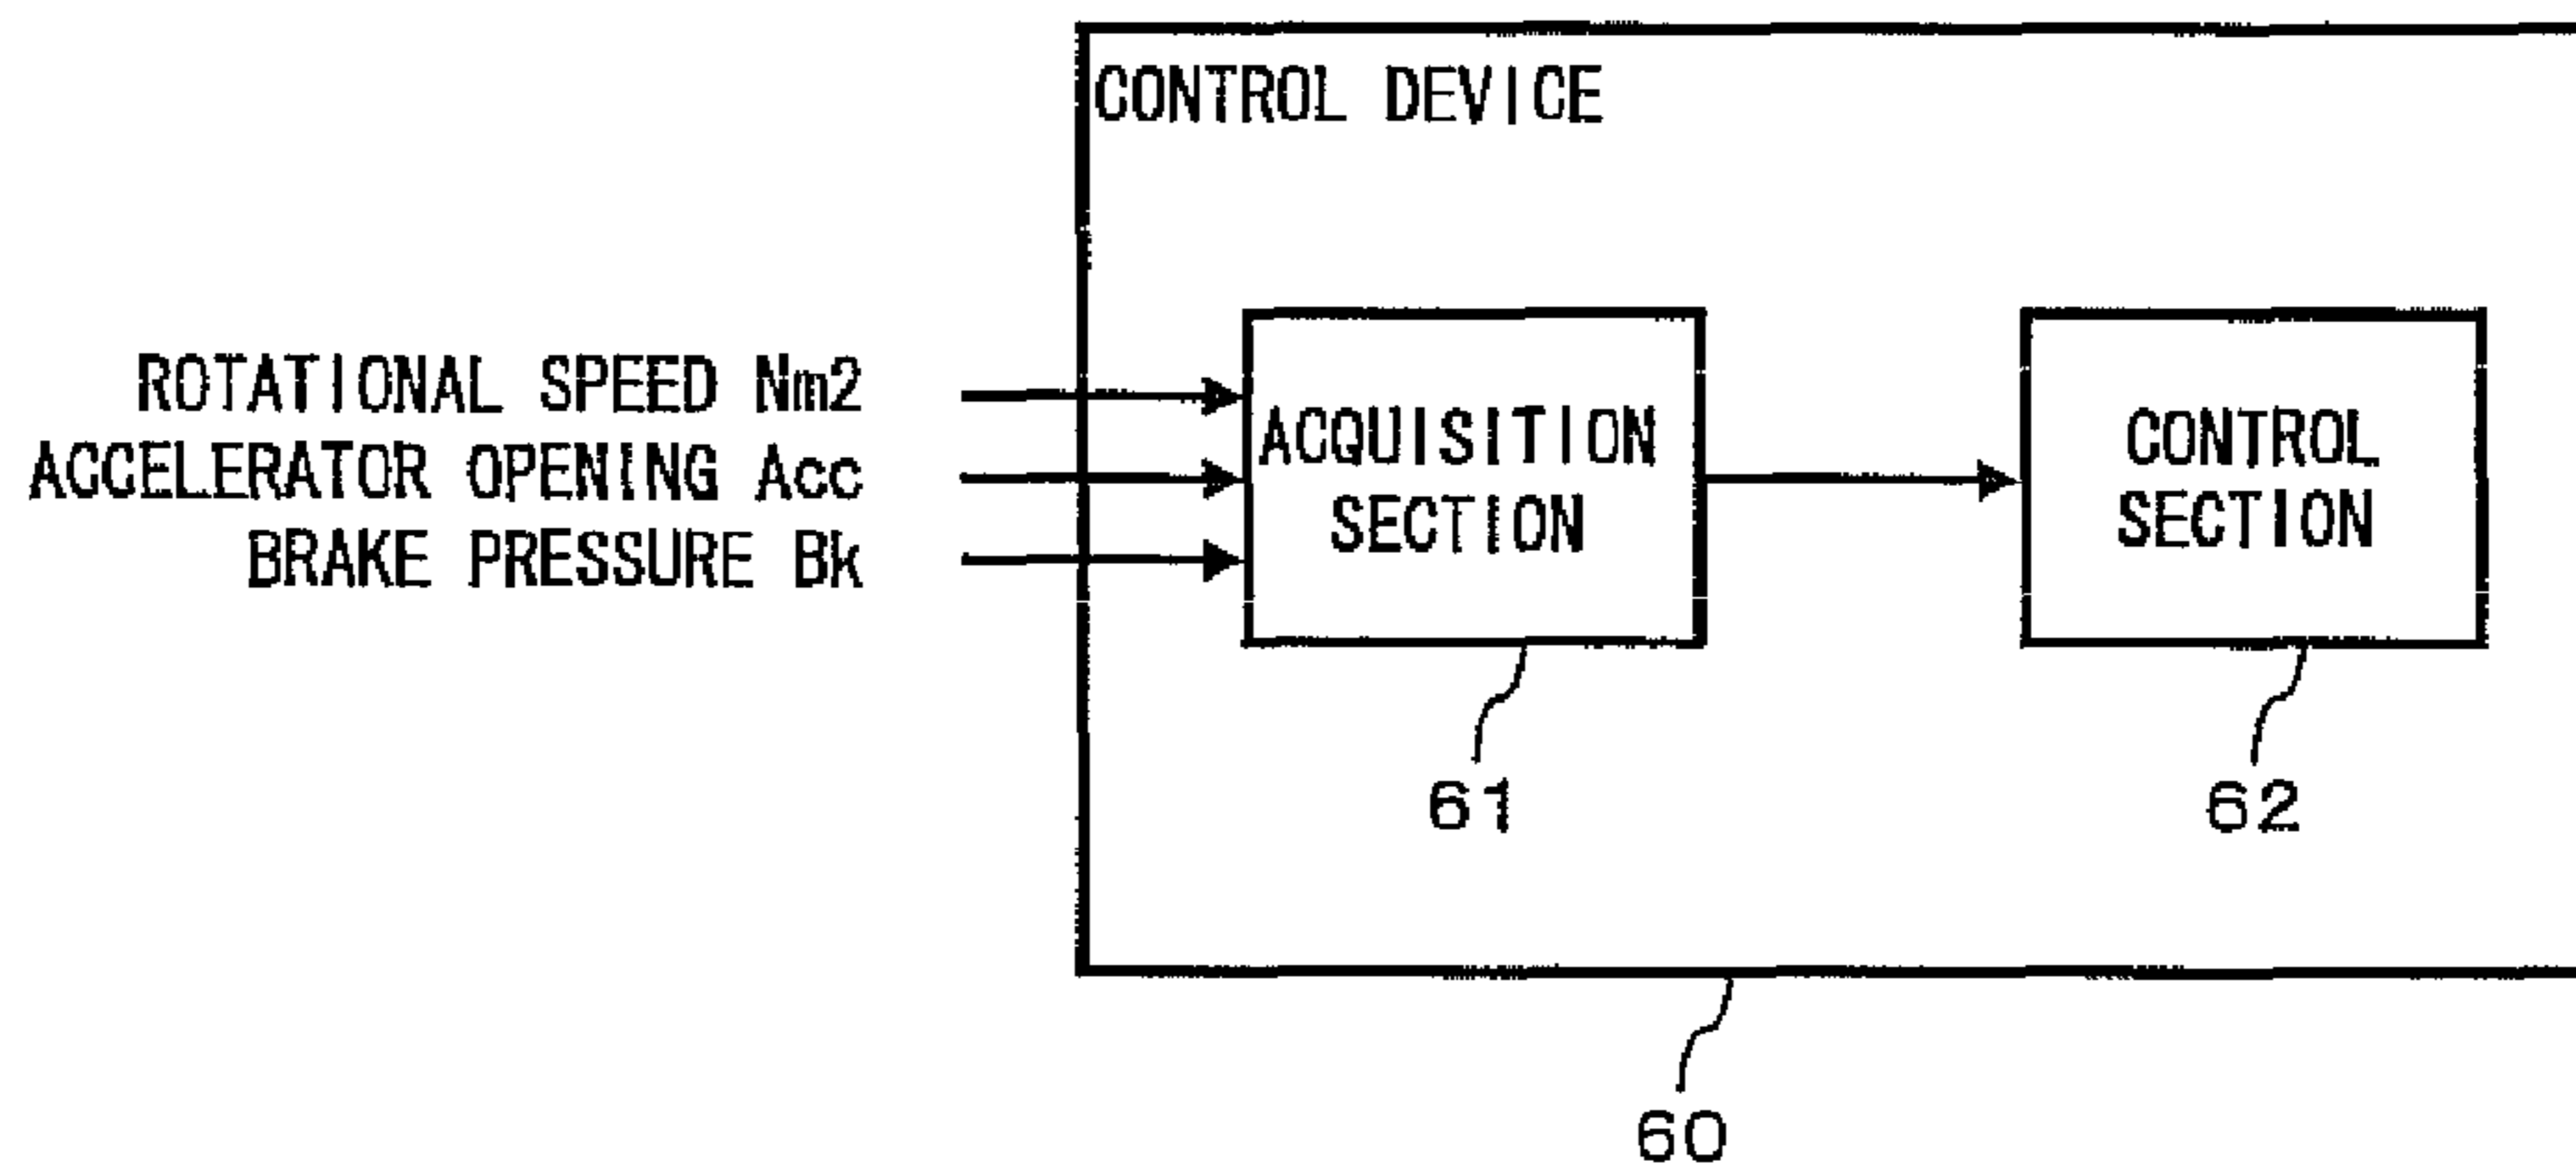 CONTROL DEVICE
ROTATIONAL SPEED Nm2
ACCELERATOR OPENING Acc
BRAKE PRESSURE Bk
ACQUISITION
SECTION
CONTROL
SECTION
61
62
60